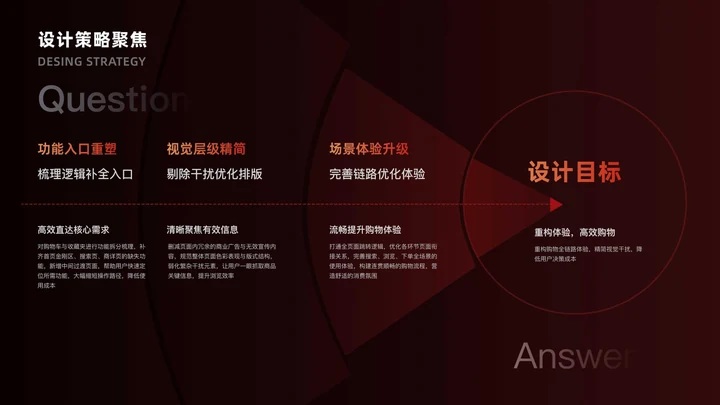 设计策略聚焦
DESING STRATEGY
Question
功能入口重塑
梳理逻辑补全入口
视觉层级精简
剔除干扰优化排版
场景体验升级
完善链路优化体验
设计目标
高效直达核心需求
对购物车与收藏夹进行功能拆分梳理、补
齐首页金刚区、搜索页、商详页的缺失功
能，新增中间过渡页面，帮助用户快速定
位所需功能，大幅缩短操作路径，降低使
用成本
清晰聚焦有效信息
删减页面内冗余的商业广告与无效宣传内
容，规范整体页面色彩表现与版式结构，
弱化繁杂干扰元素，让用户一眼抓取商品
关键信息，提升浏览效率
流畅提升购物体验
打通全页面跳转逻辑，优化各环节页面衔
接关系，完善搜索、浏览、下单全场景的
使用体验，构建连贯顺畅的购物流程，营
造舒适的消费氛围
重构体验，高效购物
重构购物全链路体验，精简视觉干扰，降
低用户决策成本
Answer